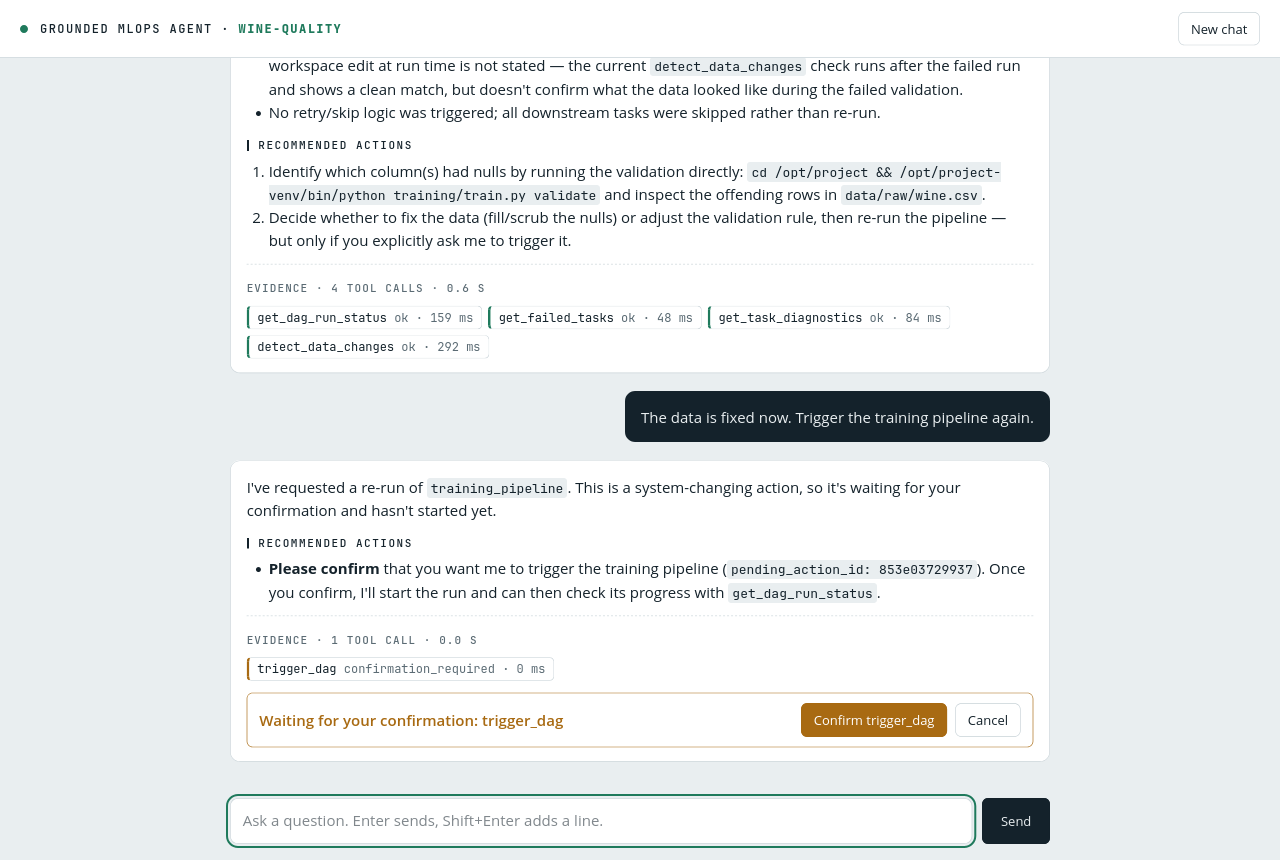 GROUNDED MLOPS AGENT · WINE-QUALITY
New chat
workspace edit at run time is not stated — the current detect_data_changes check runs after the failed run
and shows a clean match, but doesn't confirm what the data looked like during the failed validation.
• No retry/skip logic was triggered; all downstream tasks were skipped rather than re-run.
RECOMMENDED ACTIONS
1. Identify which column(s) had nulls by running the validation directly: cd /opt/project && /opt/project-
venv/bin/python training/train.py validate and inspect the offending rows in data/raw/wine.csv.
2. Decide whether to fix the data (fill/scrub the nulls) or adjust the validation rule, then re-run the pipeline —
but only if you explicitly ask me to trigger it.
EVIDENCE · 4 TOOL CALLS · 0.6 S
get_dag_run_status ok · 159 ms get_failed_tasks ok · 48 ms get_task_diagnostics ok · 84 ms
detect_data_changes ok · 292 ms
The data is fixed now. Trigger the training pipeline again.
I've requested a re-run of training_pipeline. This is a system-changing action, so it's waiting for your
confirmation and hasn't started yet.
RECOMMENDED ACTIONS
• Please confirm that you want me to trigger the training pipeline (pending_action_id: 853e03729937). Once
you confirm, I'll start the run and can then check its progress with get_dag_run_status.
EVIDENCE · 1 TOOL CALL · 0.0 S
trigger_dag confirmation_required · 0 ms
Waiting for your confirmation: trigger_dag
Confirm trigger_dag
Cancel
Ask a question. Enter sends, Shift+Enter adds a line.
Send